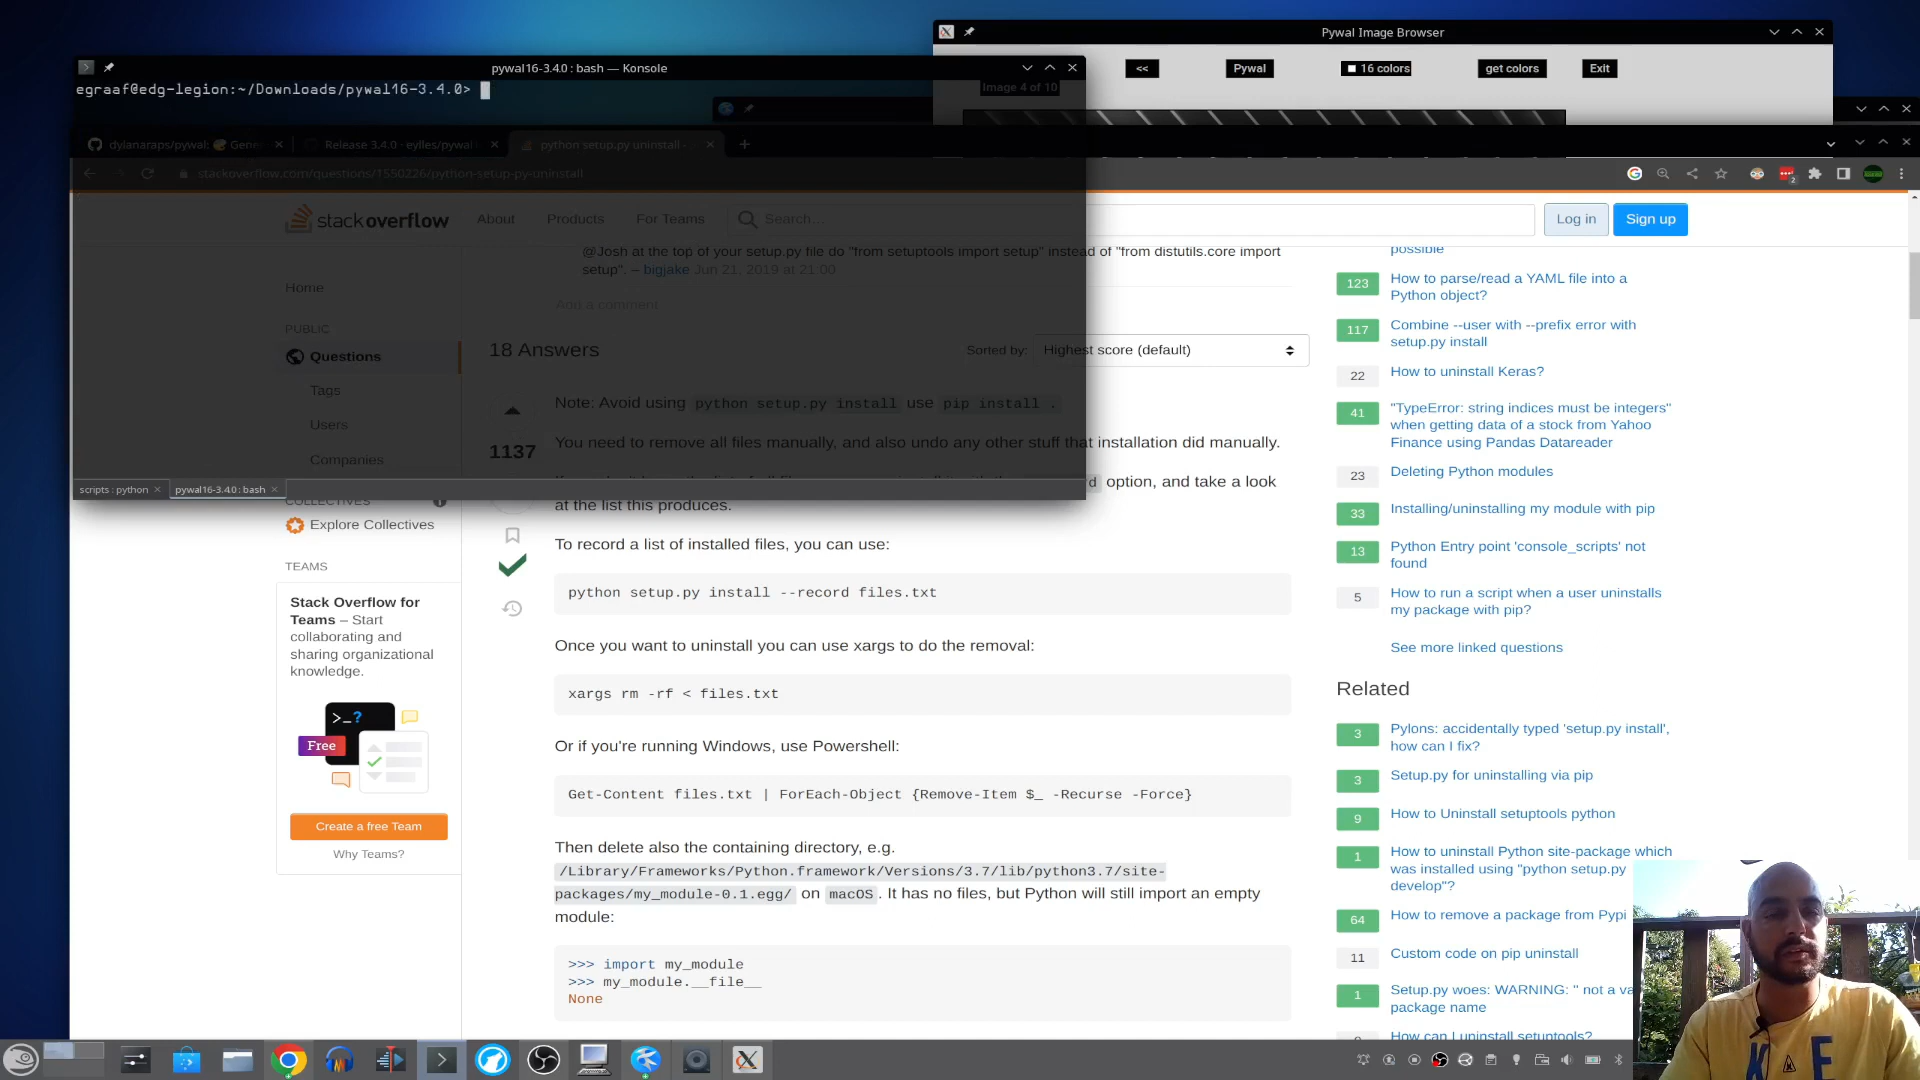 Pywal Image Browser
<<
Pywal
16 colors
get colors
Exit
Image 4 of 10
pywal16-3.4.0 : bash — Konsole
egraaf@edg-legion:~/Downloads/pywal16-3.4.0>
dylanaraps/pywal: Gene
Release 3.4.0 · eylles/pywal
python setup.py uninstall -
stackoverflow.com/questions/1550226/python-setup-py-uninstall
stackoverflow
About
Products
For Teams
Search...
Log in
Sign up
@Josh at the top of your setup.py file do "from setuptools import setup" instead of "from distutils.core import
setup". – bigjake Jun 21, 2019 at 21:00
Add a comment
Home
PUBLIC
Questions
Tags
Users
Companies
scripts : python
pywal16-3.4.0 : bash
COLLECTIVES
Explore Collectives
TEAMS
Stack Overflow for
Teams – Start
collaborating and
sharing organizational
knowledge.
>_?
Free
Create a free Team
Why Teams?
18 Answers
Sorted by:
Highest score (default)
1137
Note: Avoid using python setup.py install use pip install .
You need to remove all files manually, and also undo any other stuff that installation did manually.
option, and take a look
at the list this produces.
To record a list of installed files, you can use:
python setup.py install --record files.txt
Once you want to uninstall you can use xargs to do the removal:
xargs rm -rf < files.txt
Or if you're running Windows, use Powershell:
Get-Content files.txt | ForEach-Object {Remove-Item $_ -Recurse -Force}
Then delete also the containing directory, e.g.
/Library/Frameworks/Python.framework/Versions/3.7/lib/python3.7/site-
packages/my_module-0.1.egg/ on macOS. It has no files, but Python will still import an empty
module:
>>> import my_module
>>> my_module.__file__
None
possible
123
How to parse/read a YAML file into a
Python object?
117
Combine --user with --prefix error with
setup.py install
22
How to uninstall Keras?
41
"TypeError: string indices must be integers"
when getting data of a stock from Yahoo
Finance using Pandas Datareader
23
Deleting Python modules
33
Installing/uninstalling my module with pip
13
Python Entry point 'console_scripts' not
found
5
How to run a script when a user uninstalls
my package with pip?
See more linked questions
Related
3
Pylons: accidentally typed 'setup.py install',
how can I fix?
3
Setup.py for uninstalling via pip
9
How to Uninstall setuptools python
1
How to uninstall Python site-package which
was installed using "python setup.py
develop"?
64
How to remove a package from Pypi
11
Custom code on pip uninstall
1
Setup.py woes: WARNING: '' not a va
package name
How can I uninstall setuptools?